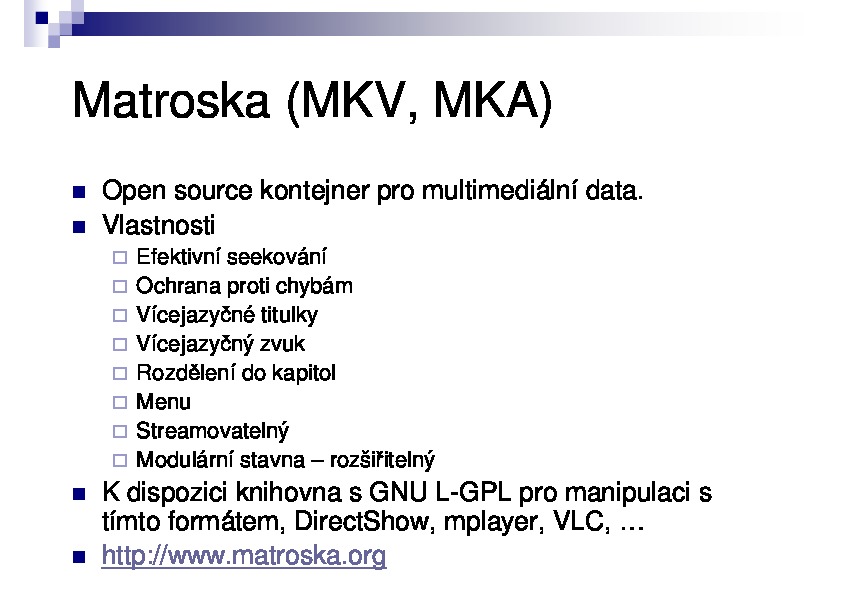 Matroska (MKV, MKA)
Open source kontejner pro multimediální data.
Vlastnosti
Efektivní seekování
Ochrana proti chybám
Vícejazyčné titulky
Vícejazyčný zvuk
Rozdělení do kapitol
Menu
Streamovatelný
Modulární stavna – rozšiřitelný
K dispozici knihovna s GNU L-GPL pro manipulaci s
tímto formátem, DirectShow, mplayer, VLC, …
http://www.matroska.org